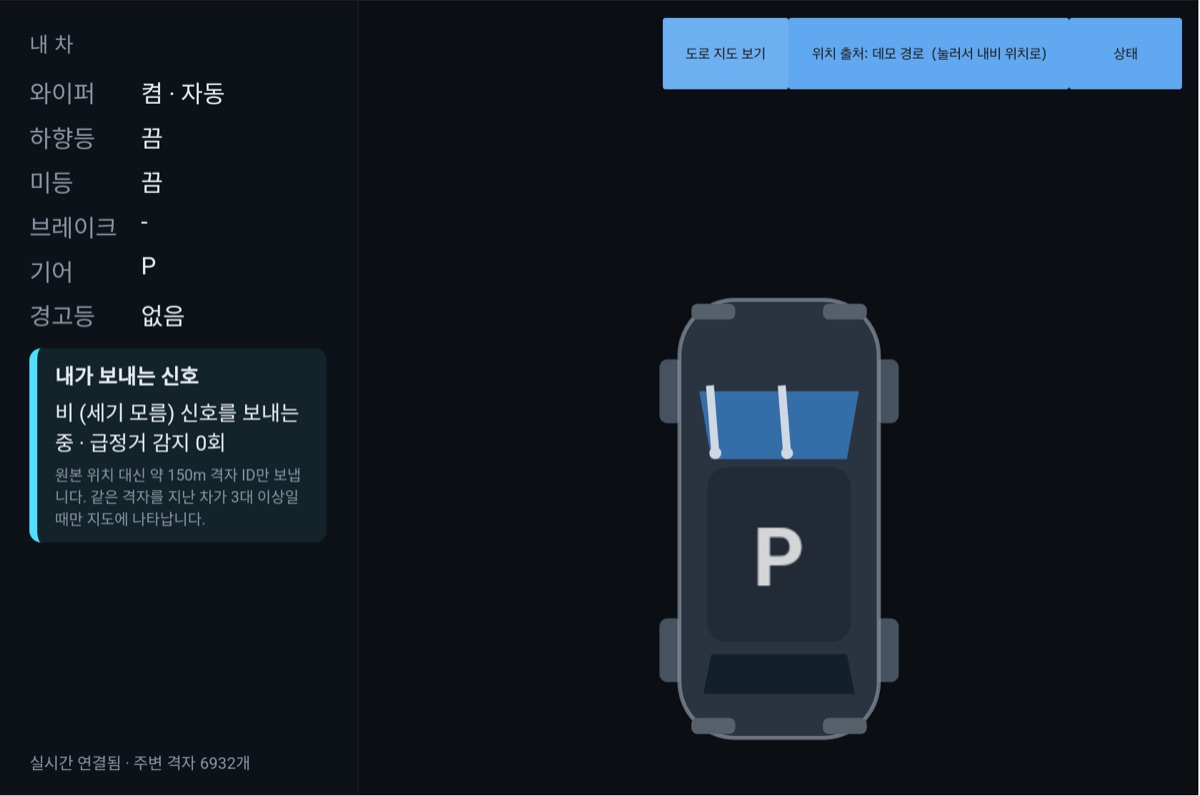 내 차
와이퍼 켬 · 자동
하향등 끔
미등 끔
브레이크 -
기어 P
경고등 없음
내가 보내는 신호
비 (세기 모름) 신호를 보내는
중 · 급정거 감지 0회
원본 위치 대신 약 150m 격자 ID만 보냅
니다. 같은 격자를 지난 차가 3대 이상일
때만 지도에 나타납니다.
실시간 연결됨 · 주변 격자 6932개
도로 지도 보기
위치 출처: 데모 경로 (눌러서 내비 위치로)
상태
P